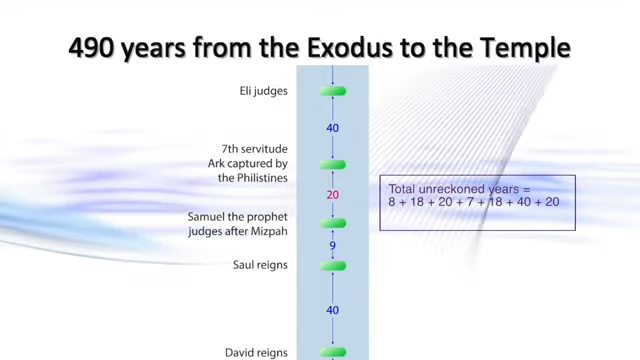 490 years from the Exodus to the Temple
Eli judges
40
7th servitude
Ark captured by
the Philistines
20
Total unreckoned years =
8 + 18 + 20 + 7 + 18 + 40 + 20
Samuel the prophet
judges after Mizpah
9
Saul reigns
40
David reigns